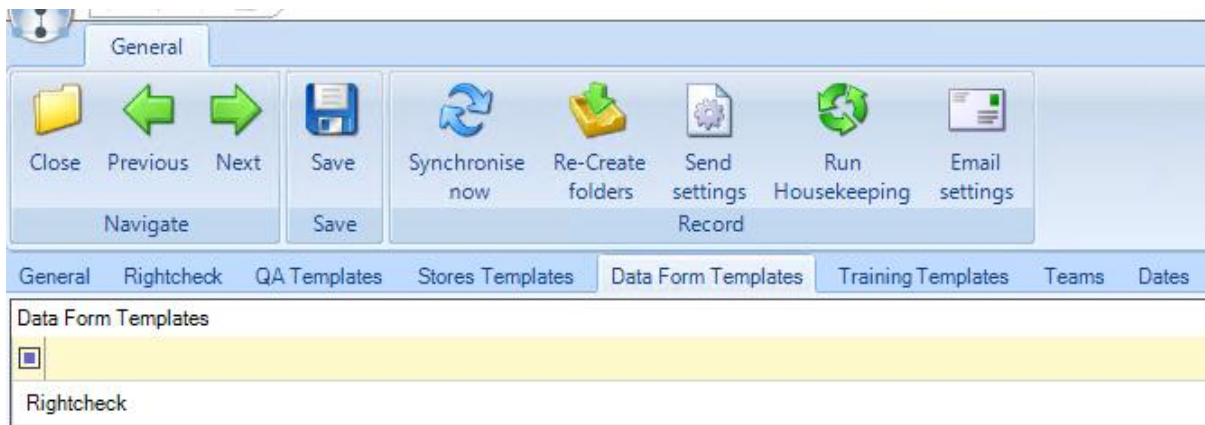 General
Close Previous Next Save Synchronise now Re-Create folders Send settings Run Housekeeping Email settings
Navigate Save Record
General Rightcheck QA Templates Stores Templates Data Form Templates Training Templates Teams Dates
Data Form Templates
Rightcheck